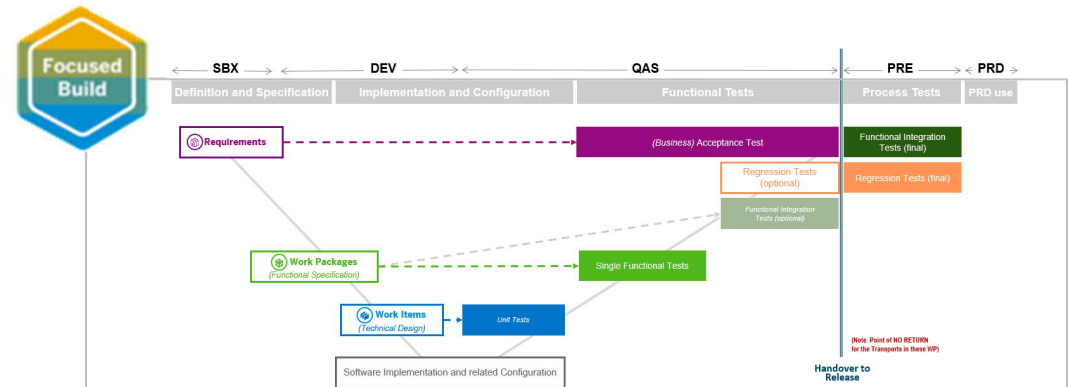 Focused
Build
SBX
DEV
QAS
PRE
PRD
Definition and Specification
Implementation and Configuration
Functional Tests
Process Tests
PRD use
Requirements
(Business) Acceptance Test
Functional Integration
Tests (final)
Regression Tests
(optional)
Regression Tests (final)
Functional Integration
Tests (optional)
Work Packages
(Functional Specification)
Single Functional Tests
Work Items
(Technical Design)
Unit Tests
(Note. Point of NO RETURN
for the Transports in these WP)
Software Implementation and related Configuration
Handover to
Release